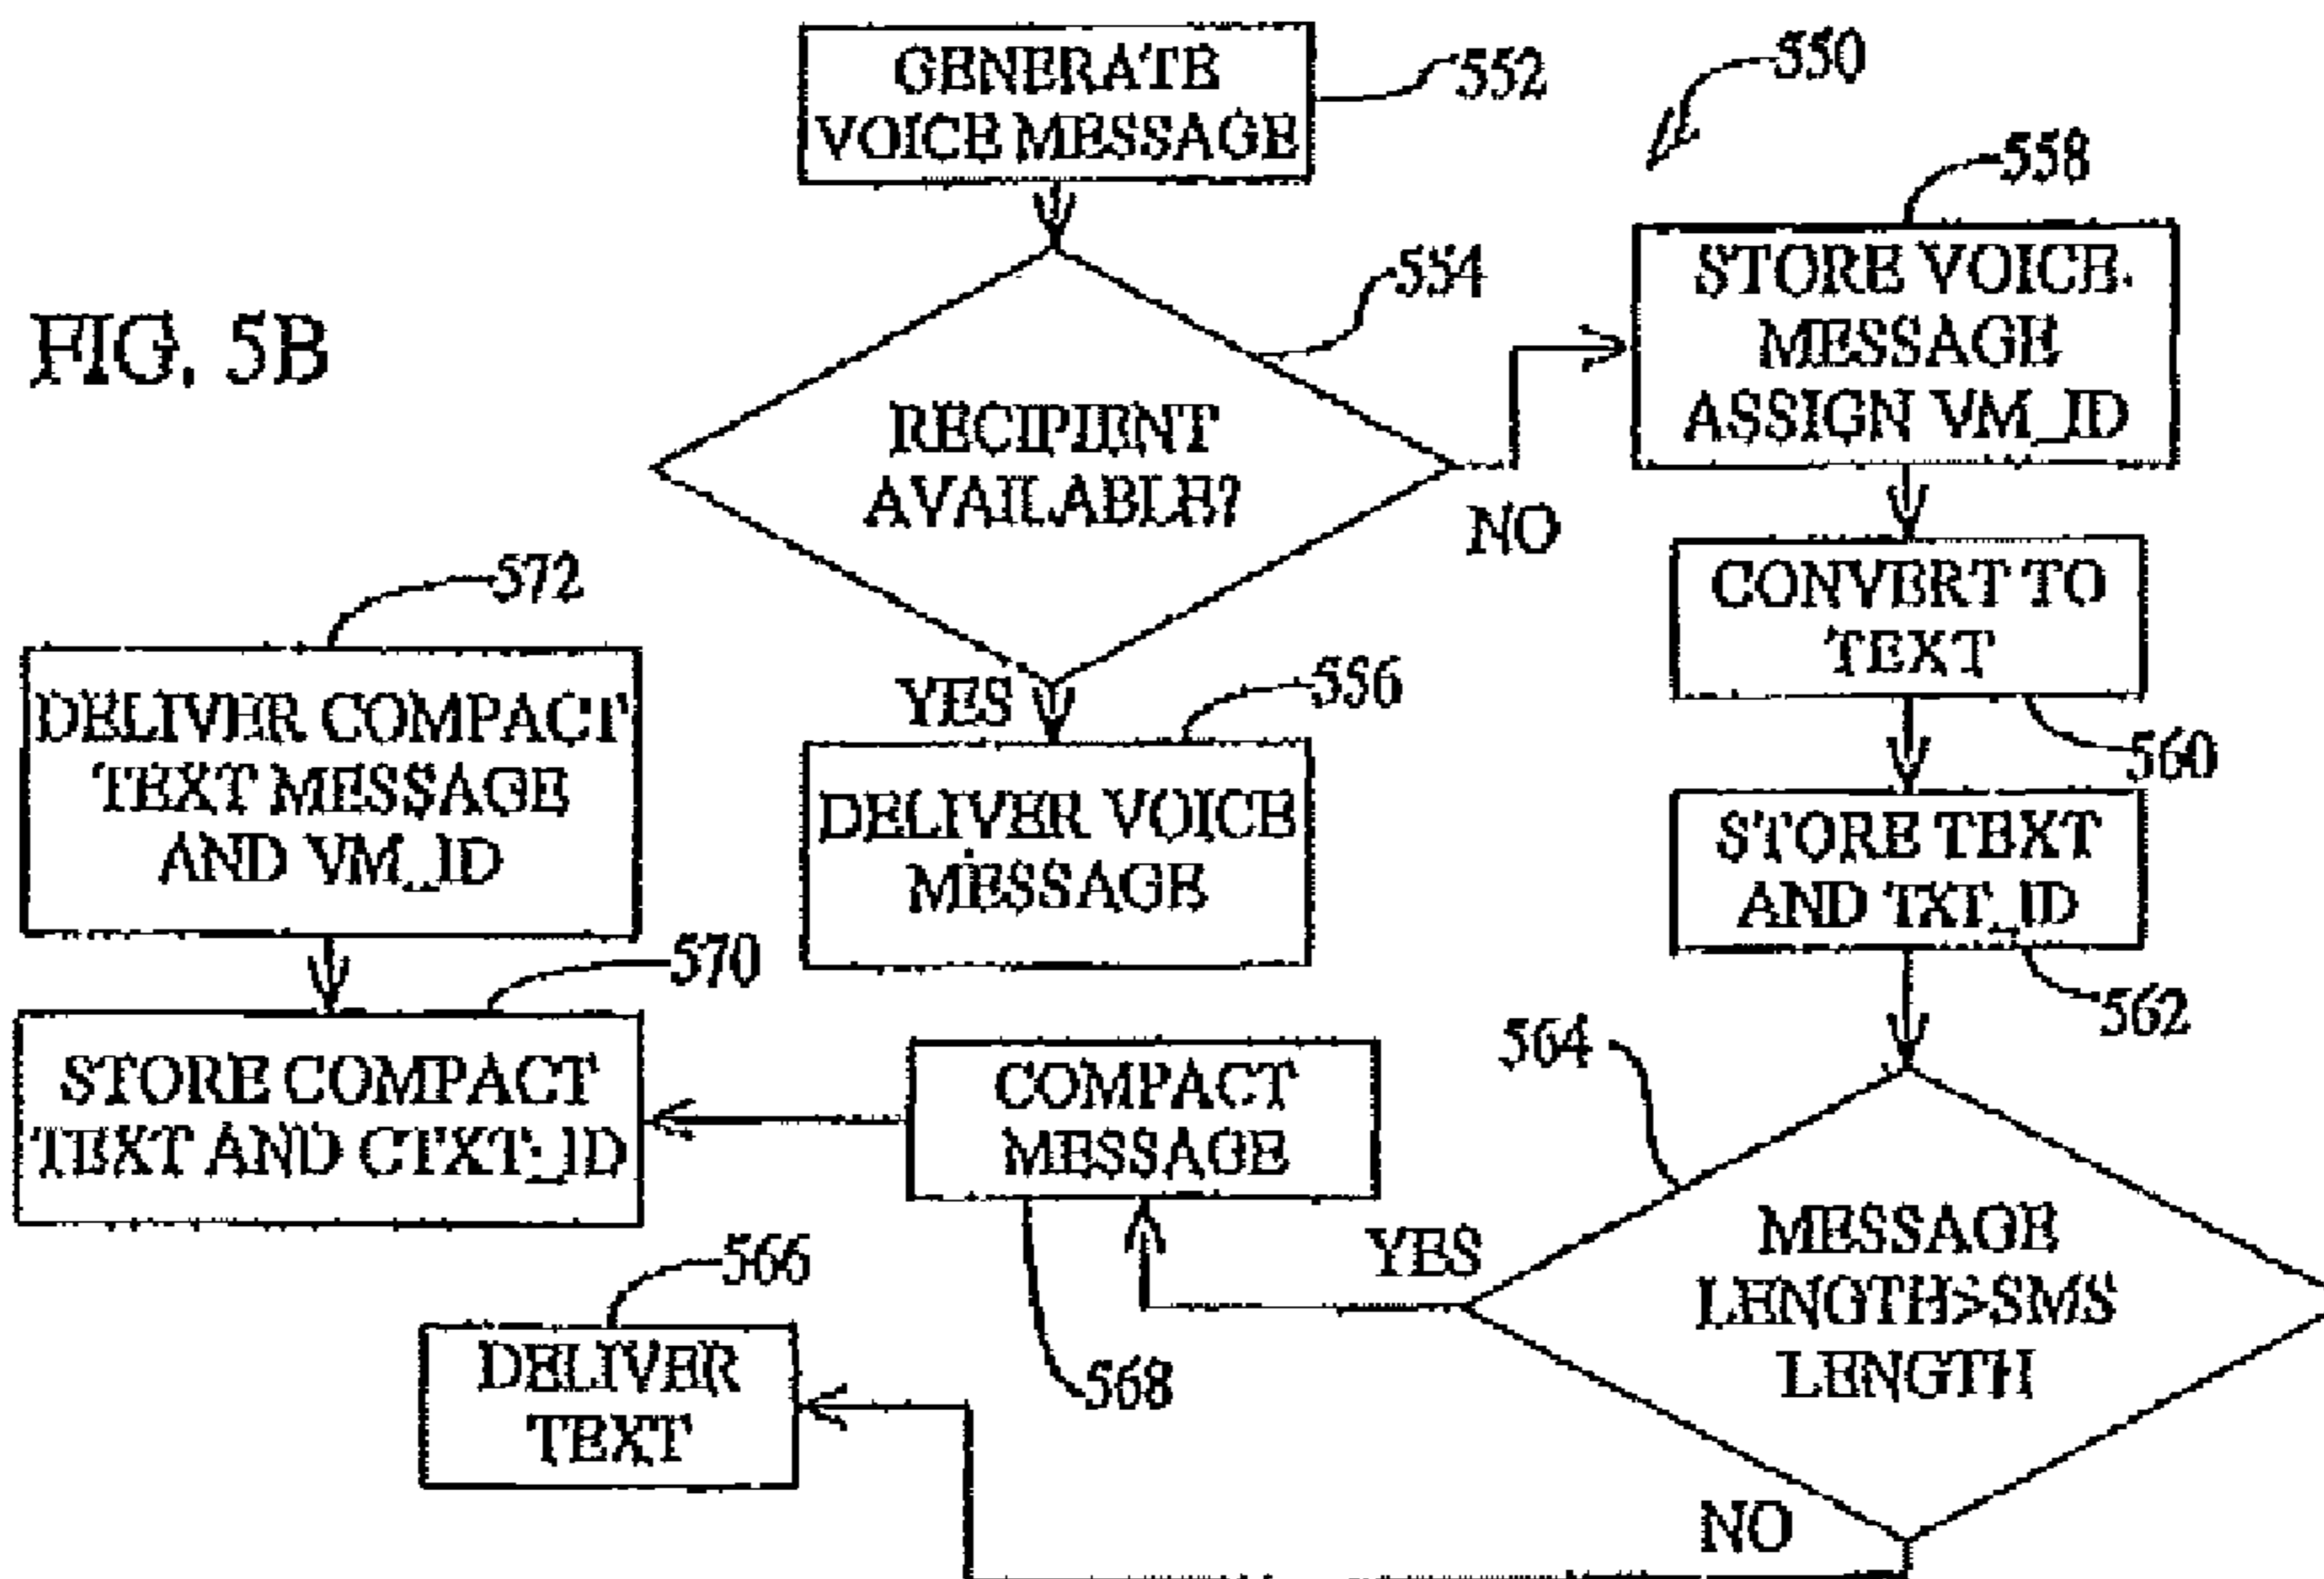 GENERATE
VOICE MESSAGE
552
550
FIG. 5B
RECIPIENT
AVAILABLE?
554
NO
YES
558
STORE VOICE
MESSAGE
ASSIGN VM_ID
CONVERT TO
TEXT
560
556
DELIVER VOICE
MESSAGE
STORE TEXT
AND TXT_ID
562
572
DELIVER COMPACT
TEXT MESSAGE
AND VM_ID
570
STORE COMPACT
TEXT AND CTXT_ID
COMPACT
MESSAGE
568
564
MESSAGE
LENGTH>SMS
LENGTH
YES
NO
566
DELIVER
TEXT